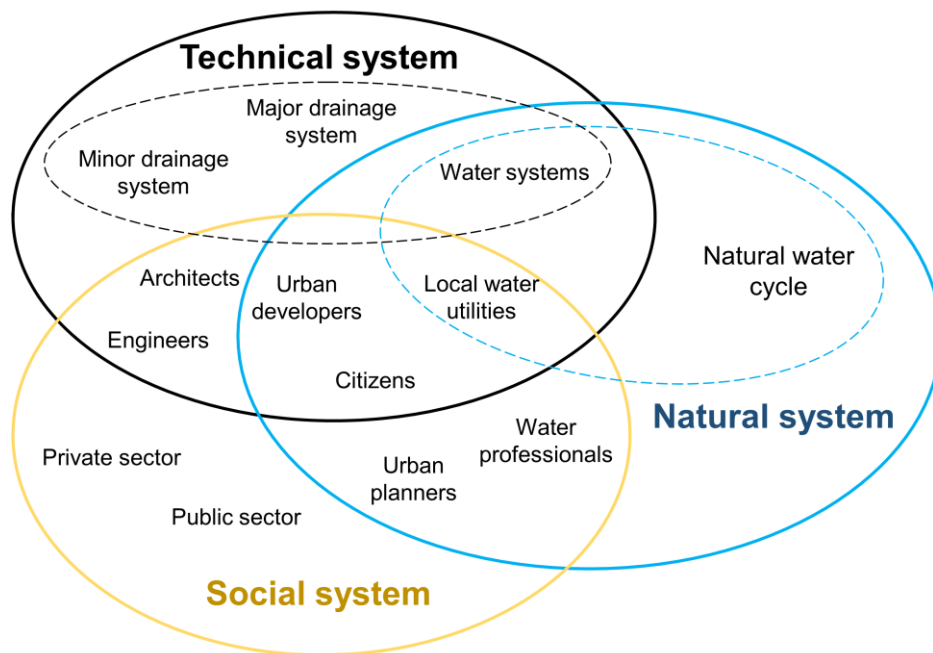 Technical system
Major drainage
system
Minor drainage
system
Water systems
Natural water
cycle
Architects
Urban
developers
Local water
utilities
Engineers
Citizens
Natural system
Water
professionals
Private sector
Urban
planners
Public sector
Social system